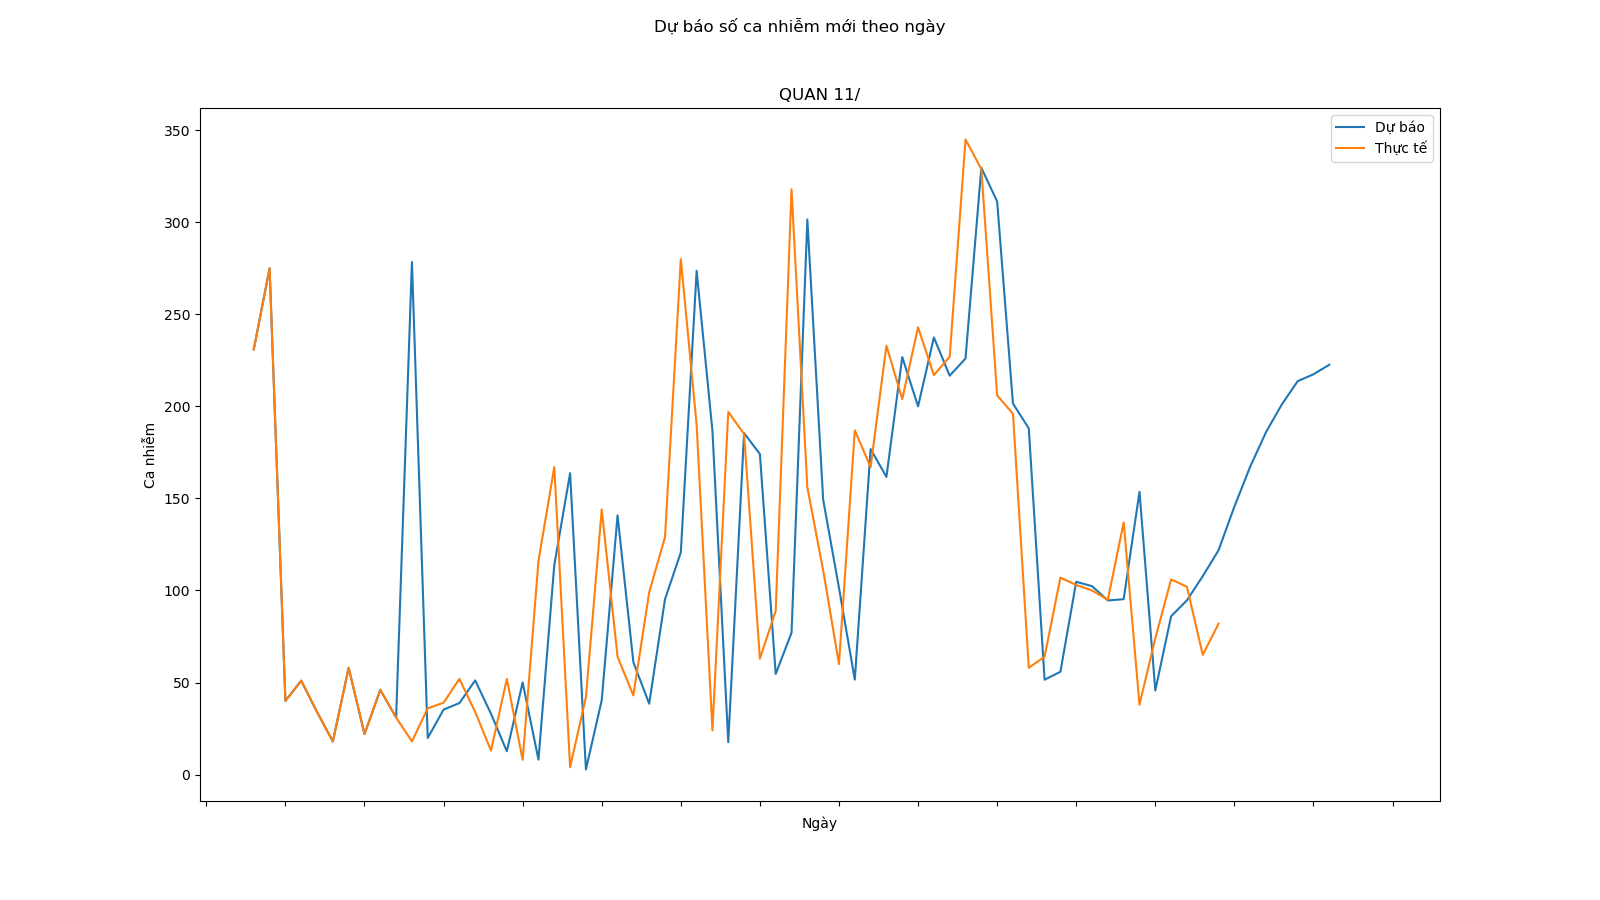 Dự báo số ca nhiễm mới theo ngày
QUAN 11/
Dự báo
Thực tế
350
300
250
200
150
100
50
0
Ca nhiễm
Ngày